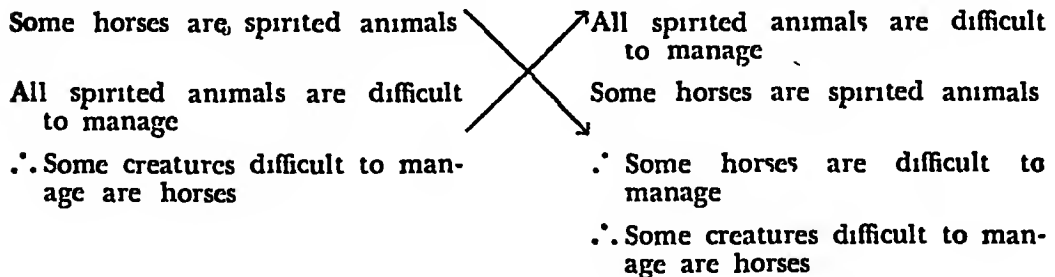 Some horses are, spirited animals
All spirited animals are difficult
to manage
∴ Some creatures difficult to man-
age are horses
All spirited animals are difficult
to manage
Some horses are spirited animals
∴ Some horses are difficult to
manage
∴ Some creatures difficult to man-
age are horses